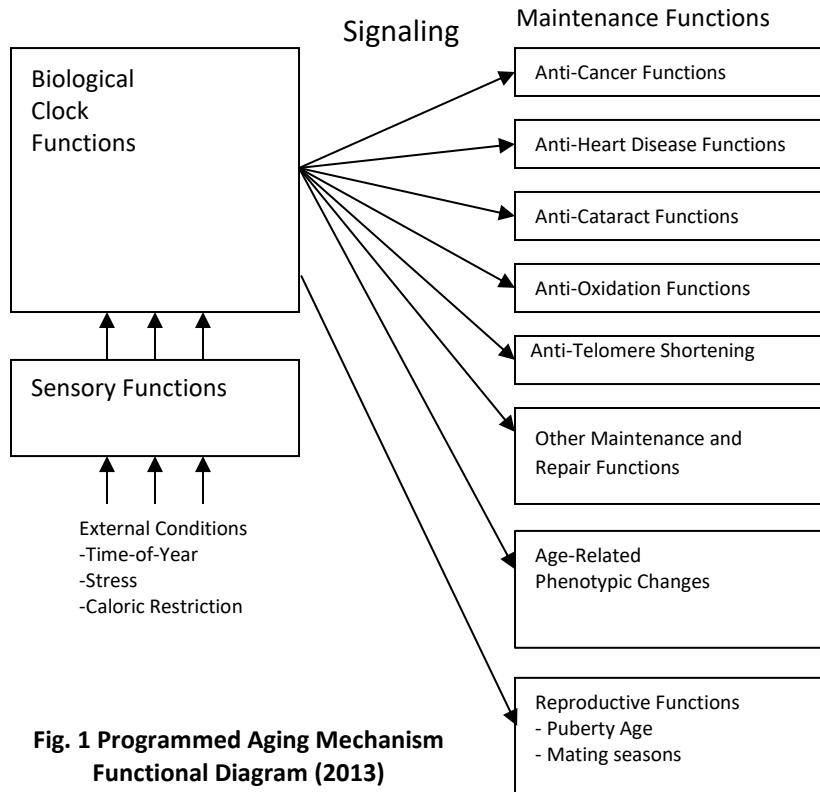 Signaling
Maintenance Functions
Biological
Clock
Functions
Sensory Functions
External Conditions
-Time-of-Year
-Stress
-Caloric Restriction
Anti-Cancer Functions
Anti-Heart Disease Functions
Anti-Cataract Functions
Anti-Oxidation Functions
Anti-Telomere Shortening
Other Maintenance and
Repair Functions
Age-Related
Phenotypic Changes
Reproductive Functions
- Puberty Age
- Mating seasons
Fig. 1 Programmed Aging Mechanism
Functional Diagram (2013)